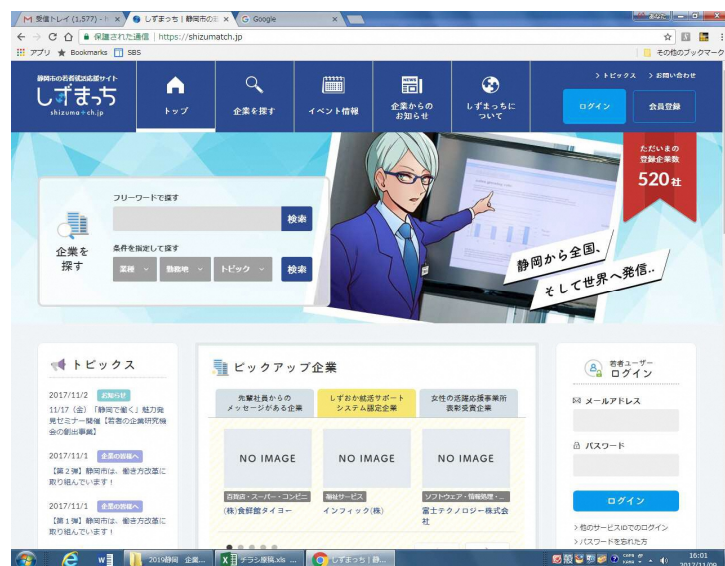 受信トレイ (1,577) -
しずまっち｜静岡市の
Google
保護された通信 | https://shizumatch.jp
アプリ
Bookmarks
SBS
その他のブックマーク
静岡市の若者就活応援サイト
しずまっち
shizuma+ch.jp
トップ
企業を探す
イベント情報
NEWS
企業からの
お知らせ
しずまっちに
ついて
> トピックス
> お問い合わせ
ログイン
会員登録
ただいまの
登録企業数
520社
フリーワードで探す
検索
企業を
探す
条件を指定して探す
業種
勤務地
トピック
検索
静岡から全国、
そして世界へ発信..
トピックス
2017/11/2
お知らせ
11/17（金）「静岡で働く」魅力発
見ゼミナー開催【若者の企業研究機
会の創出事業】
2017/11/1
企業の皆様へ
【第２弾】静岡市は、働き方改革に
取り組んでいます！
2017/11/1
企業の皆様へ
【第１弾】静岡市は、働き方改革に
取り組んでいます！
ピックアップ企業
先輩社員からの
メッセージがある企業
しずおか就活サポート
システム認定企業
女性の活躍応援事業所
表彰受賞企業
NO IMAGE
NO IMAGE
NO IMAGE
百貨店・スーパー・コンビニ
福祉サービス
ソフトウェア・情報処理・...
(株)食鮮館タイヨー
インフィック(株)
富士テクノロジー株式会
社
若者ユーザー
ログイン
メールアドレス
パスワード
ログイン
> 他のサービスIDでのログイン
> パスワードを忘れた方
2019静岡 企業...
チラシ原稿.xls ...
しずまっち｜静...
16:01
2017/11/09